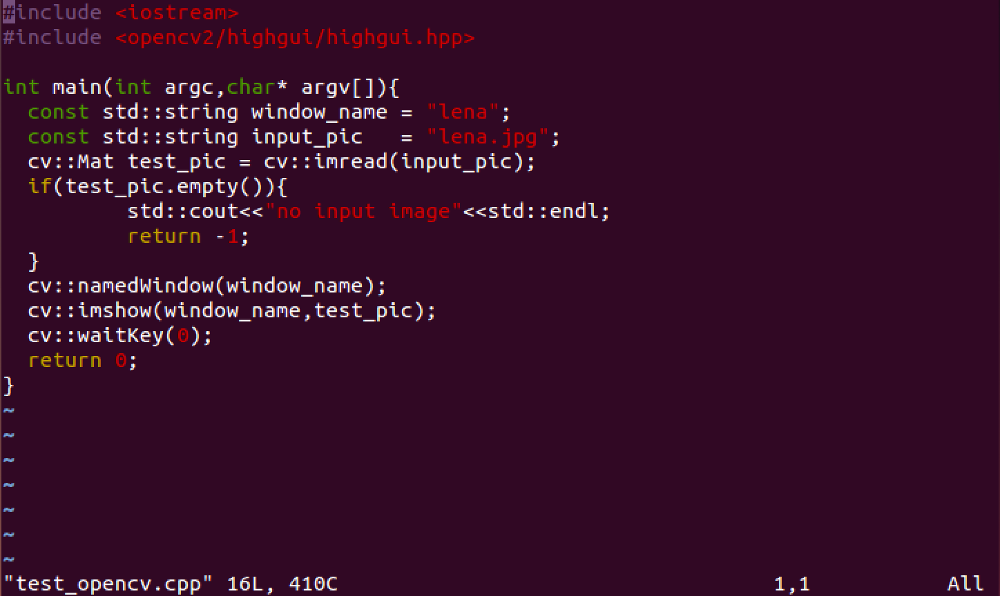 #include <iostream>
#include <opencv2/highgui/highgui.hpp>

int main(int argc,char* argv[]){
  const std::string window_name = "lena";
  const std::string input_pic   = "lena.jpg";
  cv::Mat test_pic = cv::imread(input_pic);
  if(test_pic.empty()){
          std::cout<<"no input image"<<std::endl;
          return -1;
  }
  cv::namedWindow(window_name);
  cv::imshow(window_name,test_pic);
  cv::waitKey(0);
  return 0;
}
~
~
~
~
~
~
~
"test_opencv.cpp" 16L, 410C 1,1 All